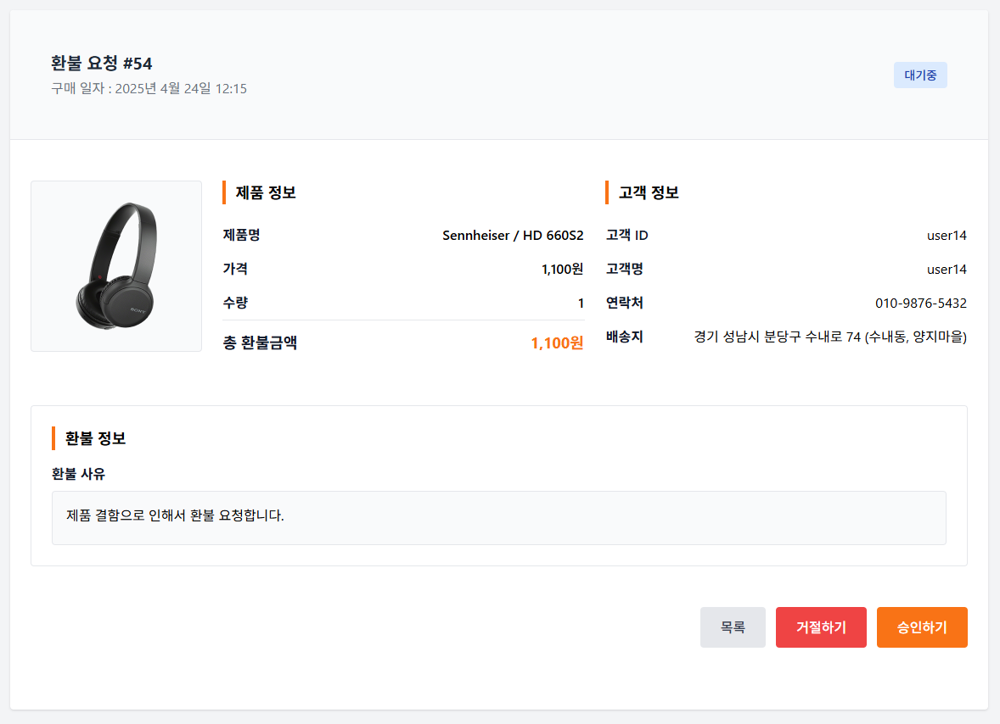 환불 요청 #54
구매 일자 : 2025년 4월 24일 12:15
대기중
SONY
제품 정보
제품명 Sennheiser / HD 660S2
가격 1,100원
수량 1
총 환불금액 1,100원
고객 정보
고객 ID user14
고객명 user14
연락처 010-9876-5432
배송지 경기 성남시 분당구 수내로 74 (수내동, 양지마을)
환불 정보
환불 사유
제품 결함으로 인해서 환불 요청합니다.
목록 거절하기 승인하기